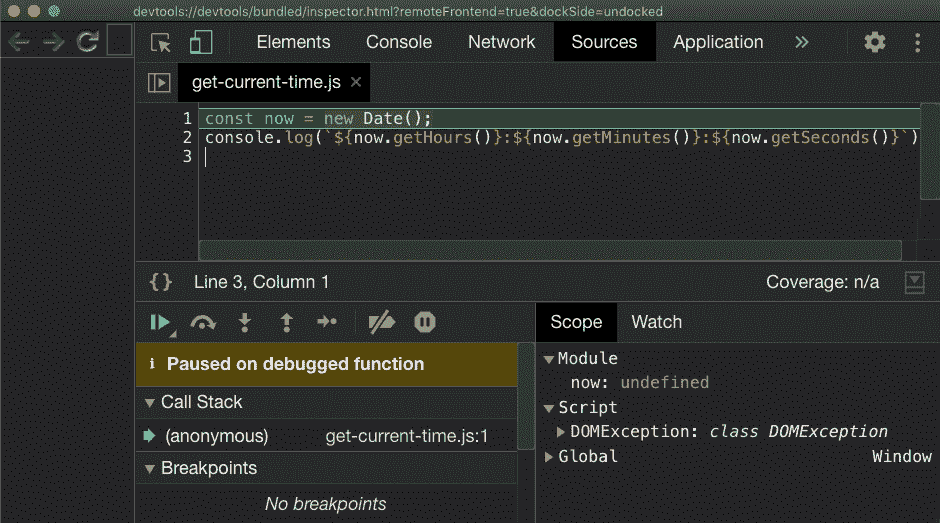 devtools://devtools/bundled/inspector.html?remoteFrontend=true&dockSide=undocked
Elements Console Network Sources Application »
get-current-time.js ×
1 const now = new Date();
2 console.log(`${now.getHours()}:${now.getMinutes()}:${now.getSeconds()}`)
3
{} Line 3, Column 1 Coverage: n/a
Scope Watch
i Paused on debugged function
Call Stack
(anonymous) get-current-time.js:1
Breakpoints
No breakpoints
Module
now: undefined
Script
DOMException: class DOMException
Global Window